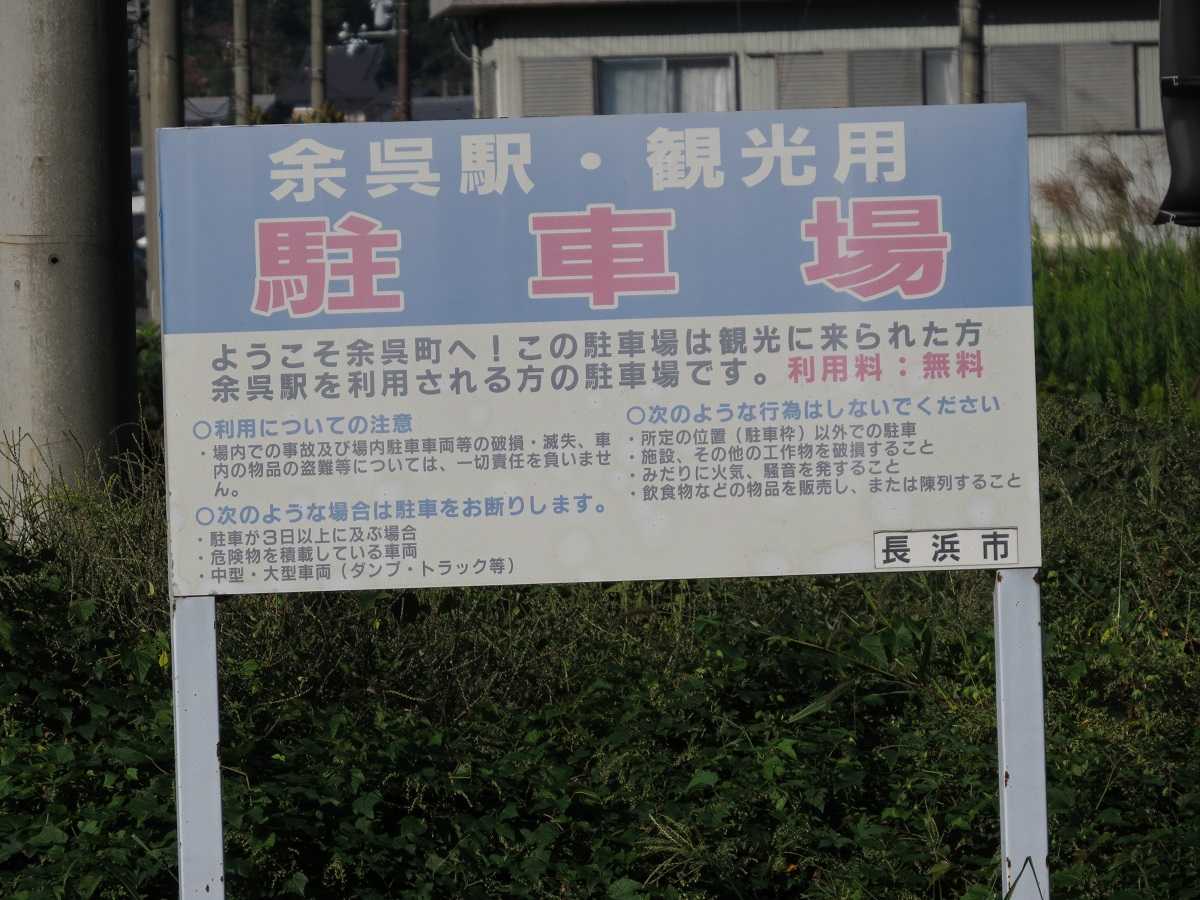 余呉駅・観光用
駐車場
ようこそ余呉町へ！この駐車場は観光に来られた方
余呉駅を利用される方の駐車場です。利用料：無料
○利用についての注意
・場内での事故及び場内駐車車両等の破損・滅失、車
内の物品の盗難等については、一切責任を負いませ
ん。
○次のような場合は駐車をお断りします。
・駐車が3日以上に及ぶ場合
・危険物を積載している車両
・中型・大型車両（ダンプ・トラック等）
○次のような行為はしないでください
・所定の位置（駐車枠）以外での駐車
・施設、その他の工作物を破損すること
・みだりに火気、騒音を発すること
・飲食物などの物品を販売し、または陳列すること
長浜市